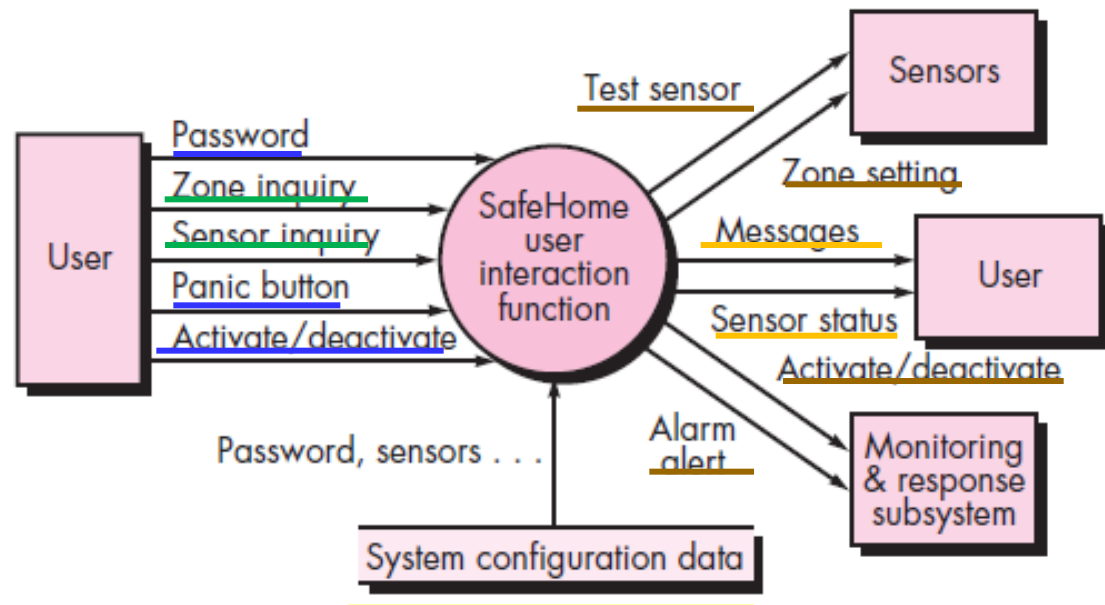 Test sensor
Sensors
Password
Zone inquiry
Zone setting
SafeHome
user
interaction
function
Sensor inquiry
Messages
User
User
Panic button
Sensor status
Activate/deactivate
Activate/deactivate
Alarm
alert
Monitoring
& response
subsystem
Password, sensors . . .
System configuration data